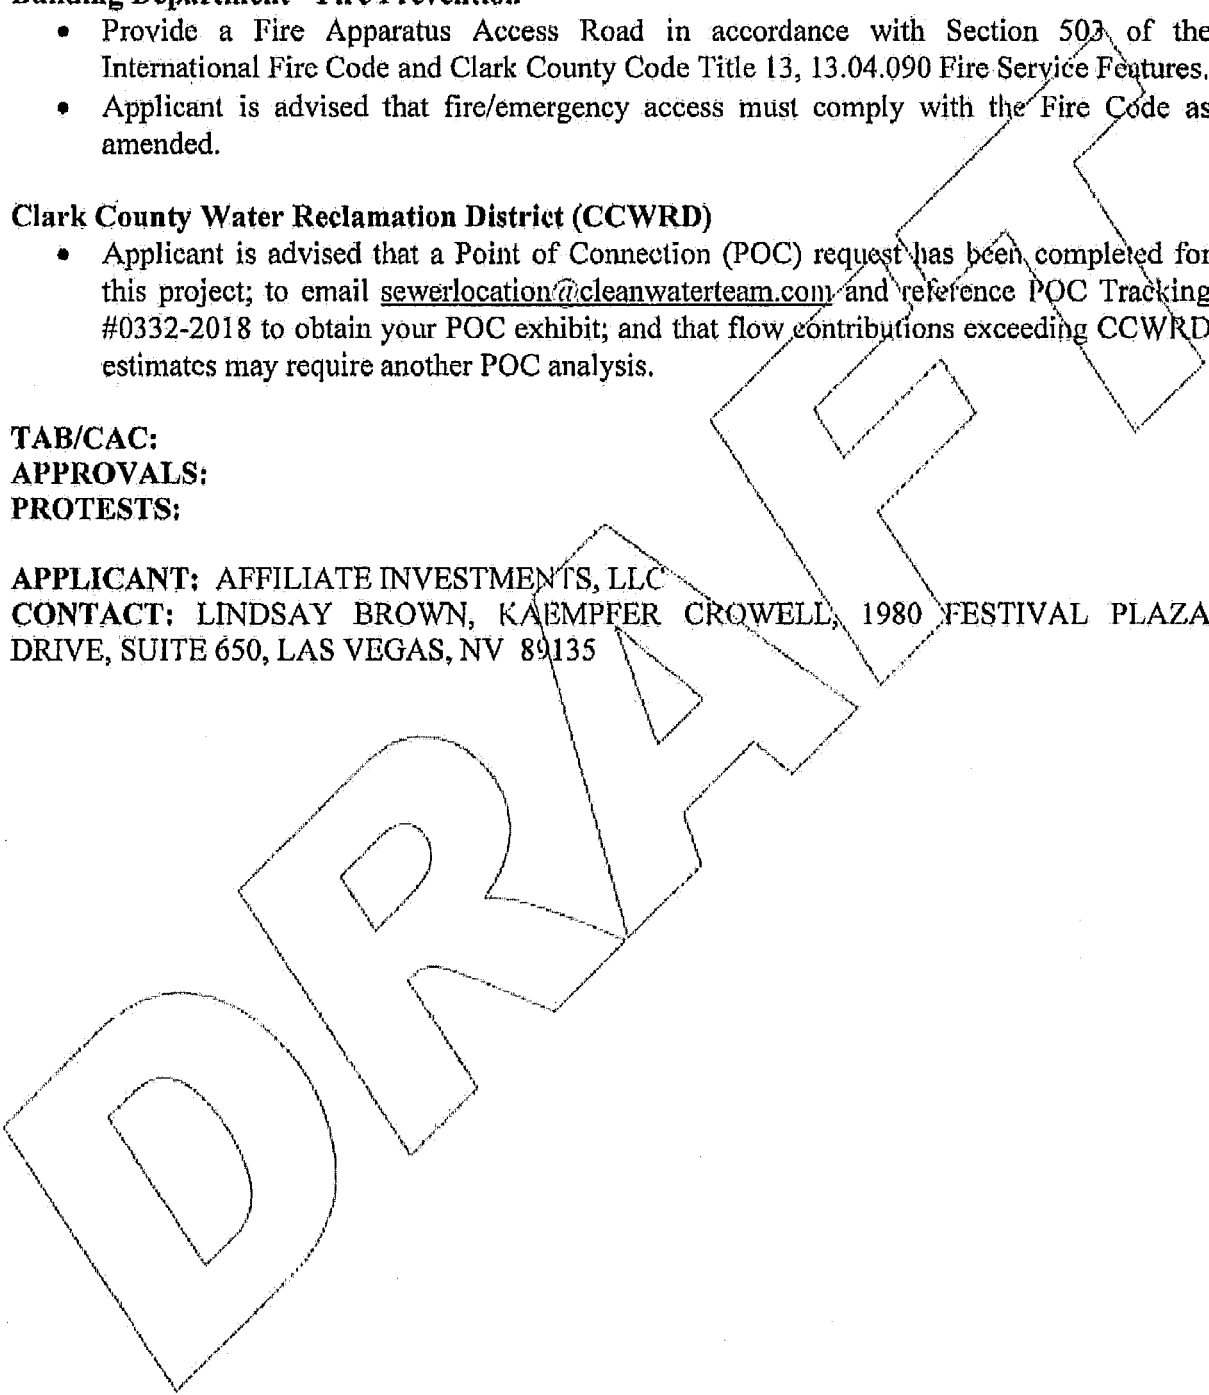 Building Department - Fire Prevention
• Provide a Fire Apparatus Access Road in accordance with Section 503 of the
International Fire Code and Clark County Code Title 13, 13.04.090 Fire Service Features.
• Applicant is advised that fire/emergency access must comply with the Fire Code as
amended.
Clark County Water Reclamation District (CCWRD)
• Applicant is advised that a Point of Connection (POC) request has been completed for
this project; to email sewerlocation@cleanwaterteam.com and reference POC Tracking
#0332-2018 to obtain your POC exhibit; and that flow contributions exceeding CCWRD
estimates may require another POC analysis.
TAB/CAC:
APPROVALS:
PROTESTS:
APPLICANT: AFFILIATE INVESTMENTS, LLC
CONTACT: LINDSAY BROWN, KAEMPFER CROWELL, 1980 FESTIVAL PLAZA
DRIVE, SUITE 650, LAS VEGAS, NV 89135
DRAFT